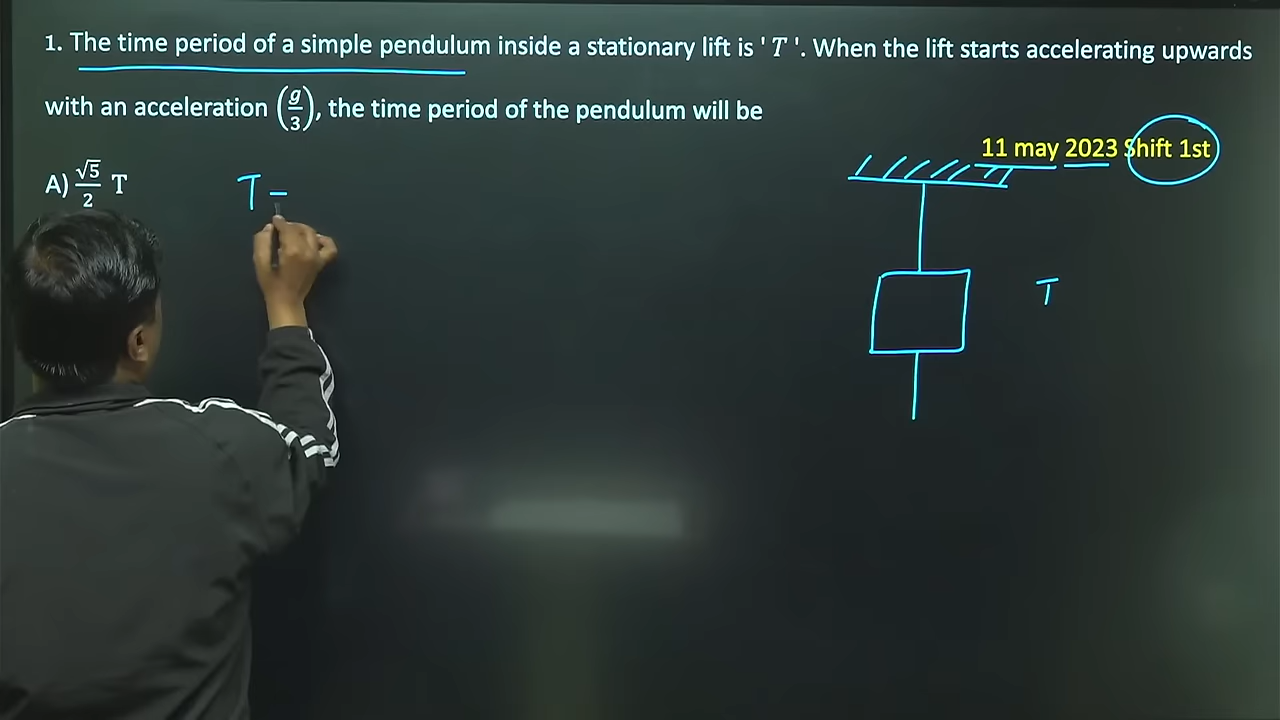 1. The time period of a simple pendulum inside a stationary lift is ' T '. When the lift starts accelerating upwards
with an acceleration (g/3), the time period of the pendulum will be
11 may 2023 Shift 1st
A) √5/2 T
T =
T